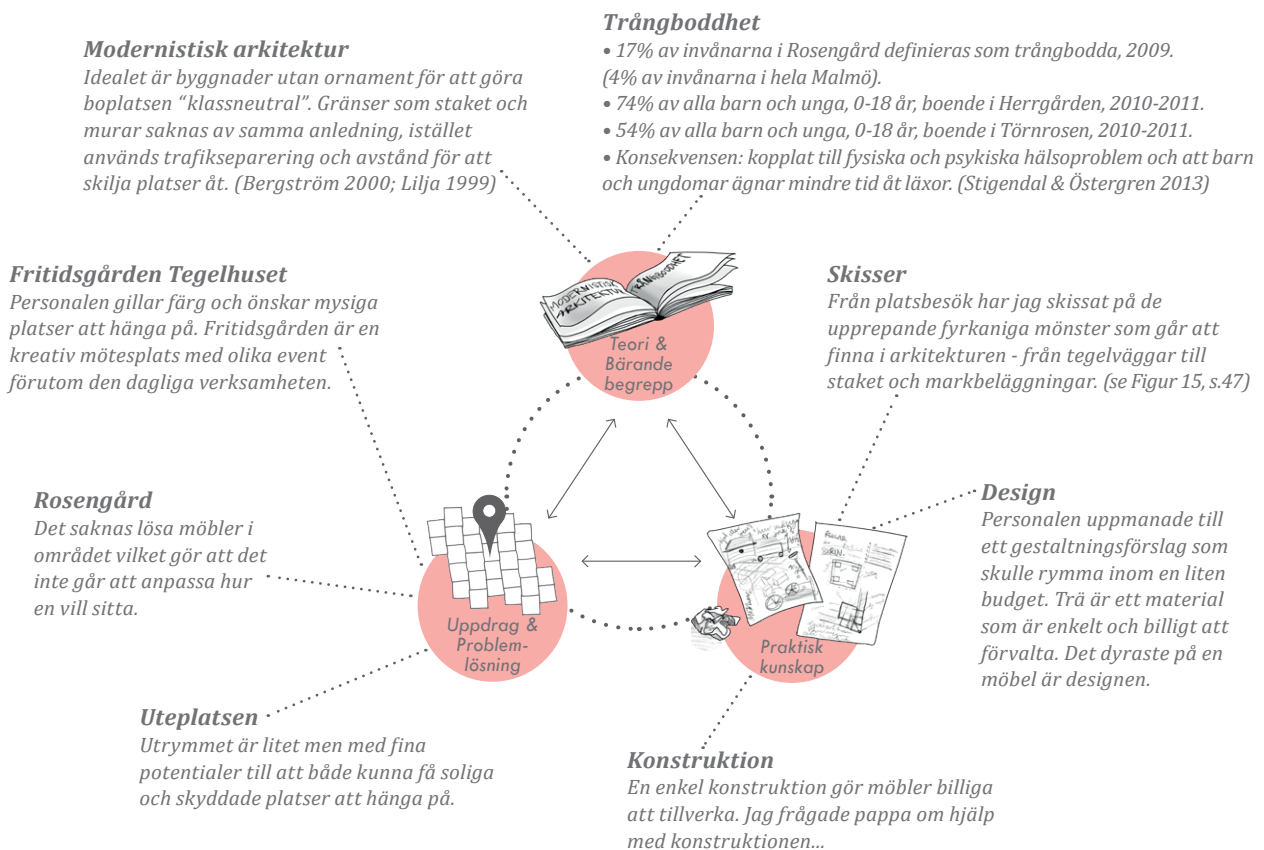 Modernistisk arkitektur
Idealet är byggnader utan ornament för att göra
boplatsen “klassneutral”. Gränser som staket och
murar saknas av samma anledning, istället
används trafikseparering och avstånd för att
skilja platser åt. (Bergström 2000; Lilja 1999)
Trångboddhet
• 17% av invånarna i Rosengård definieras som trångbodda, 2009.
(4% av invånarna i hela Malmö).
• 74% av alla barn och unga, 0-18 år, boende i Herrgården, 2010-2011.
• 54% av alla barn och unga, 0-18 år, boende i Törnrosen, 2010-2011.
• Konsekvensen: kopplat till fysiska och psykiska hälsoproblem och att barn
och ungdomar ägnar mindre tid åt läxor. (Stigendal & Östergren 2013)
Fritidsgården Tegelhuset
Personalen gillar färg och önskar mysiga
platser att hänga på. Fritidsgården är en
kreativ mötesplats med olika event
förutom den dagliga verksamheten.
MODERNISTISK
ARKITEKTUR
TRÅNGBODDHET
Teori &
Bärande
begrepp
Skisser
Från platsbesök har jag skissat på de
upprepande fyrkaniga mönster som går att
finna i arkitekturen - från tegelväggar till
staket och markbeläggningar. (se Figur 15, s.47)
Rosengård
Det saknas lösa möbler i
området vilket gör att det
inte går att anpassa hur
en vill sitta.
Uppdrag &
Problem-
lösning
Praktisk
kunskap
Design
Personalen uppmanade till
ett gestaltningsförslag som
skulle rymma inom en liten
budget. Trä är ett material
som är enkelt och billigt att
förvalta. Det dyraste på en
möbel är designen.
Uteplatsen
Utrymmet är litet men med fina
potentialer till att både kunna få soliga
och skyddade platser att hänga på.
Konstruktion
En enkel konstruktion gör möbler billiga
att tillverka. Jag frågade pappa om hjälp
med konstruktionen...